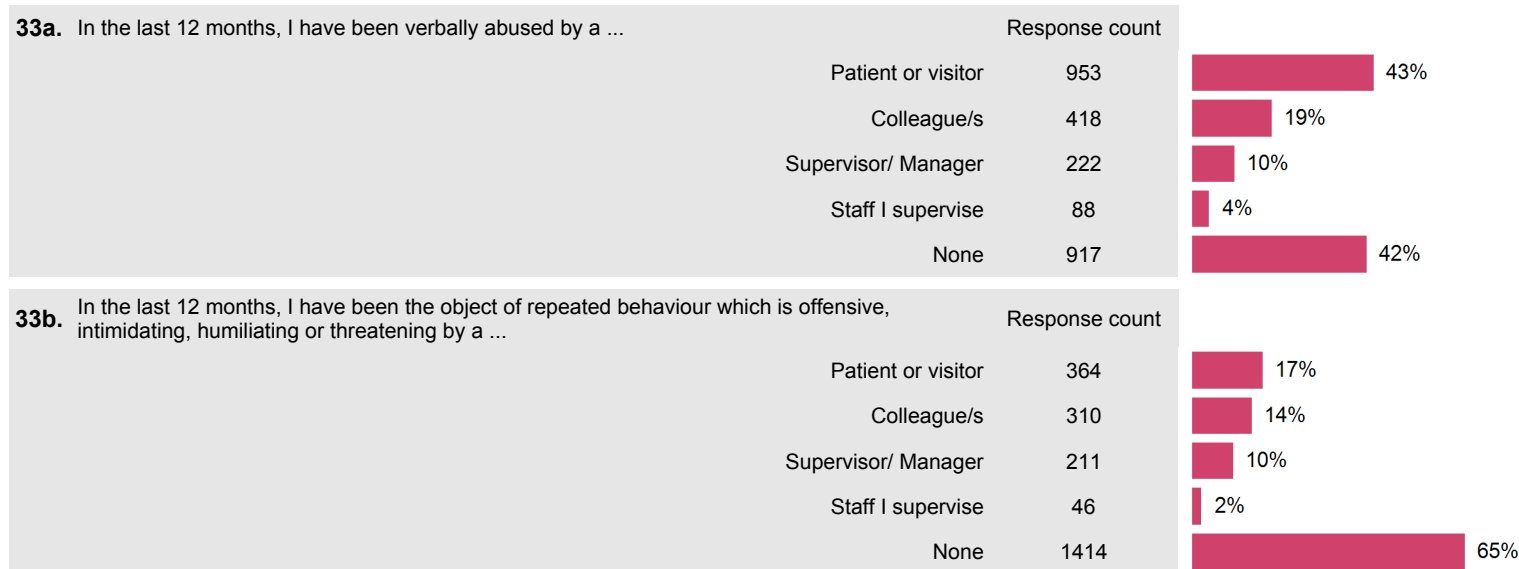 33a. In the last 12 months, I have been verbally abused by a ... Response count
Patient or visitor 953 43%
Colleague/s 418 19%
Supervisor/ Manager 222 10%
Staff I supervise 88 4%
None 917 42%
33b. In the last 12 months, I have been the object of repeated behaviour which is offensive,
intimidating, humiliating or threatening by a ... Response count
Patient or visitor 364 17%
Colleague/s 310 14%
Supervisor/ Manager 211 10%
Staff I supervise 46 2%
None 1414 65%